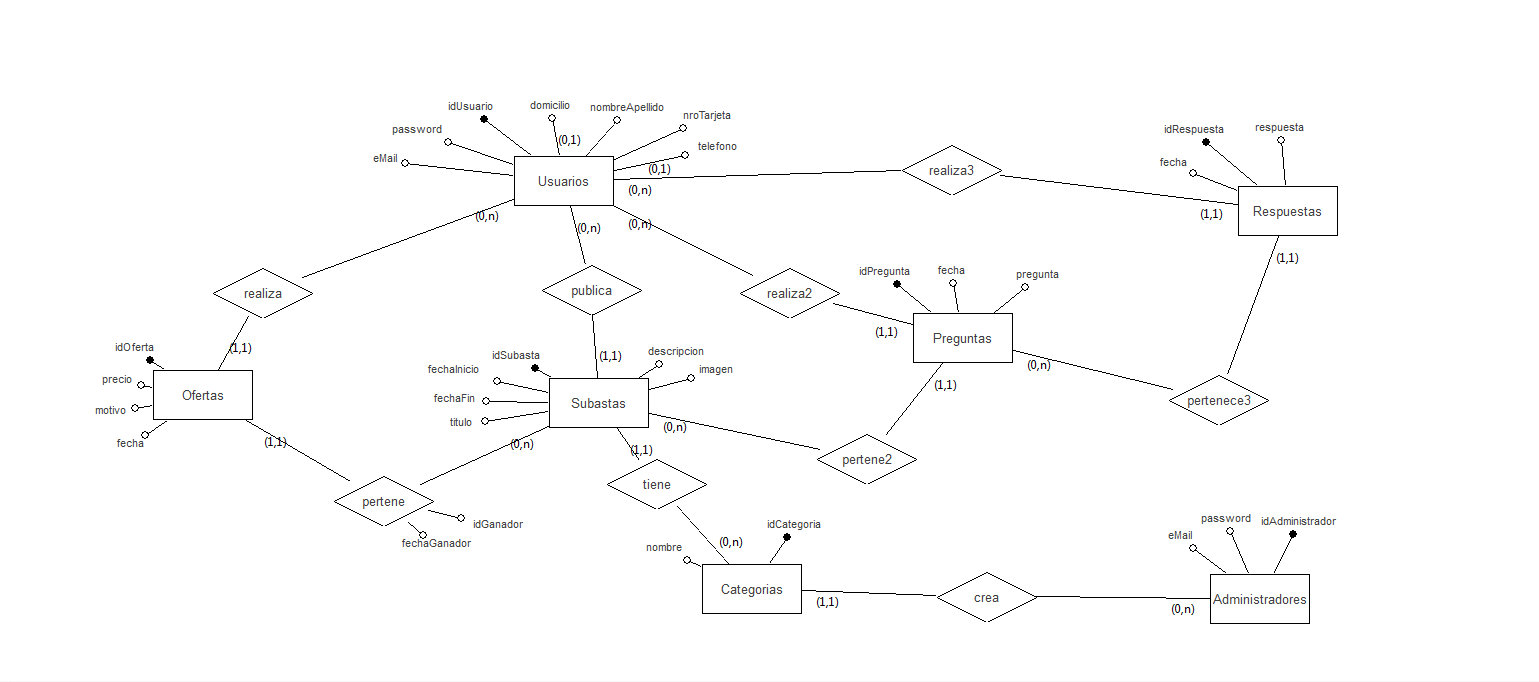 idUsuario
domicilio
nombreApellido
nroTarjeta
password
telefono
eMail
(0,1)
(0,1)
Usuarios
(0,n)
(0,n)
(0,n)
(0,n)
realiza3
idRespuesta
respuesta
fecha
Respuestas
(1,1)
(1,1)
realiza
publica
realiza2
idPregunta
fecha
pregunta
Preguntas
(1,1)
(0,n)
(1,1)
pertenece3
(1,1)
idOferta
precio
motivo
fecha
Ofertas
(1,1)
(1,1)
idSubasta
descripcion
imagen
fechaInicio
fechaFin
titulo
Subastas
(0,n)
(0,n)
(1,1)
pertene2
tiene
pertene
idGanador
fechaGanador
(0,n)
nombre
idCategoria
Categorias
(1,1)
crea
(0,n)
eMail
password
idAdministrador
Administradores